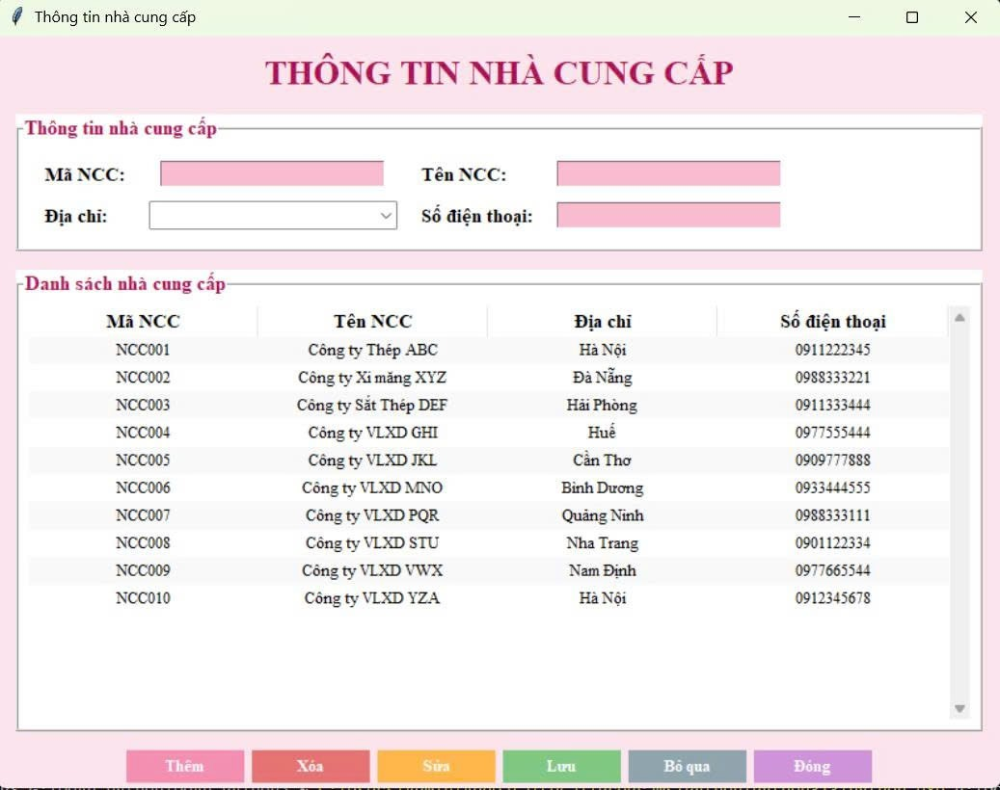 Thông tin nhà cung cấp
THÔNG TIN NHÀ CUNG CẤP
Thông tin nhà cung cấp
Mã NCC: Tên NCC:
Địa chỉ: Số điện thoại:
Danh sách nhà cung cấp
Mã NCC Tên NCC Địa chỉ Số điện thoại
NCC001 Công ty Thép ABC Hà Nội 0911222345
NCC002 Công ty Xi măng XYZ Đà Nẵng 0988333221
NCC003 Công ty Sắt Thép DEF Hải Phòng 0911333444
NCC004 Công ty VLXD GHI Huế 0977555444
NCC005 Công ty VLXD JKL Cần Thơ 0909777888
NCC006 Công ty VLXD MNO Bình Dương 0933444555
NCC007 Công ty VLXD PQR Quảng Ninh 0988333111
NCC008 Công ty VLXD STU Nha Trang 0901122334
NCC009 Công ty VLXD VWX Nam Định 0977665544
NCC010 Công ty VLXD YZA Hà Nội 0912345678
Thêm Xóa Sửa Lưu Bỏ qua Đóng